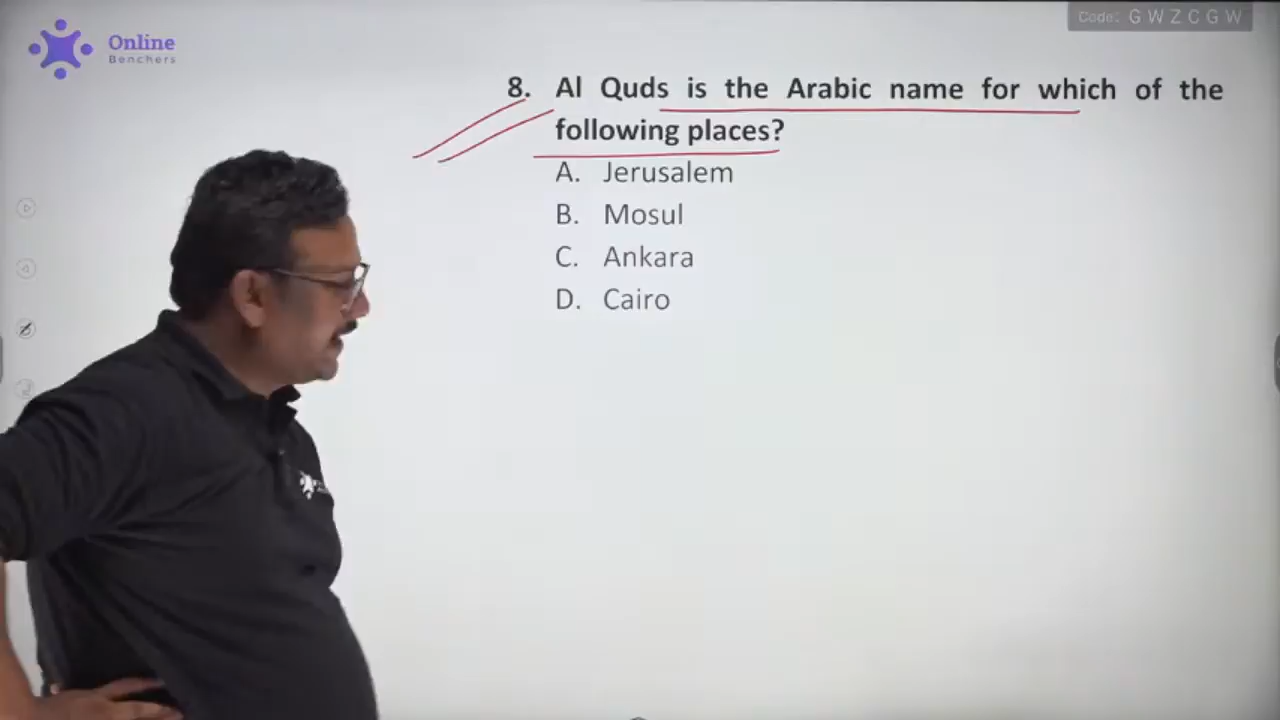 Code: G W Z C G W
Online
Benchers
8. Al Quds is the Arabic name for which of the
following places?
A. Jerusalem
B. Mosul
C. Ankara
D. Cairo